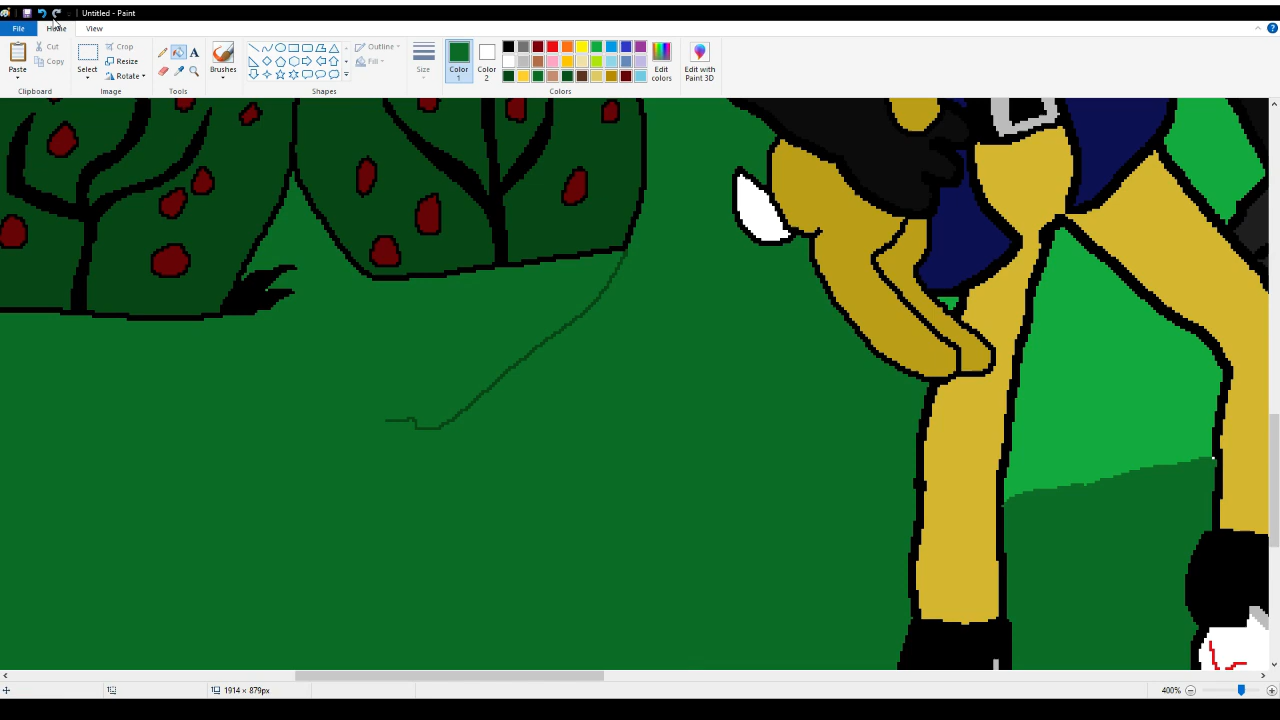 Untitled - Paint
File Home View
Paste Cut Copy Select Crop Resize Rotate A Brushes Outline Fill Size Color 1 Color 2 Edit colors Edit with Paint 3D
Clipboard Image Tools Shapes Colors
1914 × 879px 400%